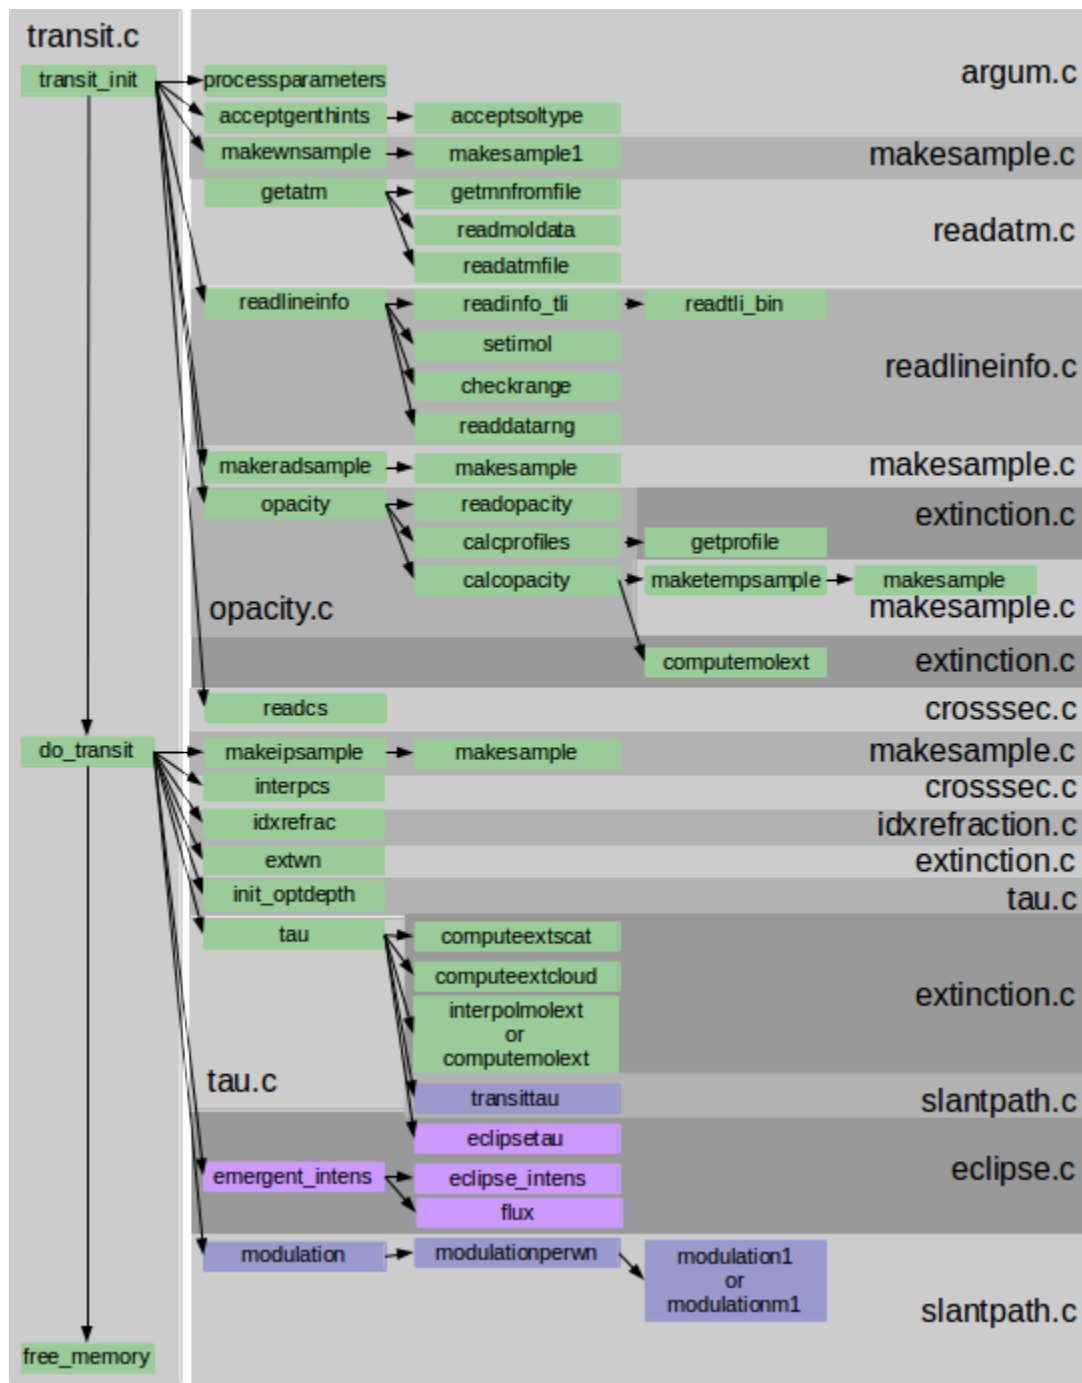 transit.c
transit_init
processparameters
argum.c
acceptgenthints
acceptsoltype
makewnsample
makesample1
makesample.c
getatm
getmnfromfile
readmoldata
readatm.c
readatmfile
readlineinfo
readinfo_tli
readtli_bin
setimol
readlineinfo.c
checkrange
readdatarng
makeradsample
makesample
makesample.c
opacity
readopacity
extinction.c
calcprofiles
getprofile
calcopacity
maketempsample
makesample
opacity.c
makesample.c
computemolext
extinction.c
readcs
crosssec.c
do_transit
makeipsample
makesample
makesample.c
interpcs
crosssec.c
idxrefrac
idxrefraction.c
extwn
extinction.c
init_optdepth
tau.c
tau
computeextscat
computeextcloud
extinction.c
interpolmolext
or
computemolext
tau.c
transittau
slantpath.c
eclipsetau
eclipse.c
emergent_intens
eclipse_intens
flux
modulation
modulationperwn
modulation1
or
modulationm1
slantpath.c
free_memory